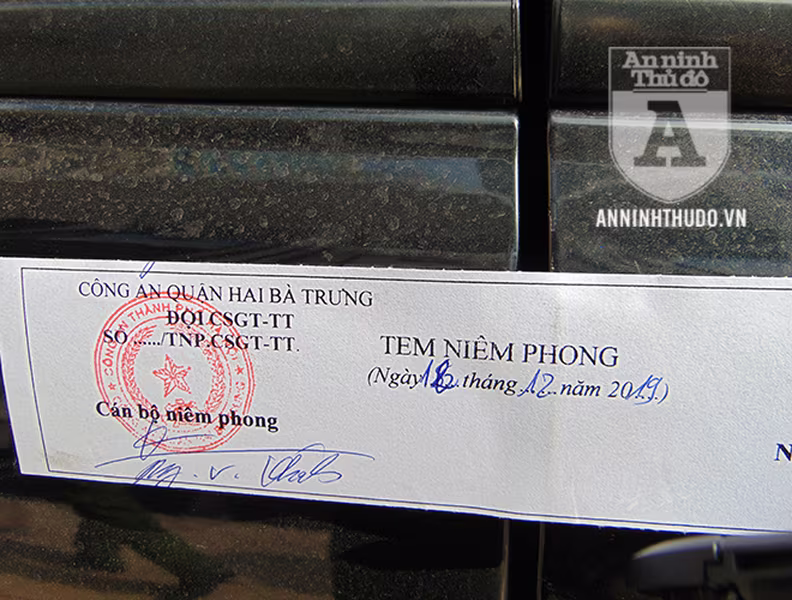 An ninh
Thủ đô
A
ANNINHTHUDO.VN
CÔNG AN QUẬN HAI BÀ TRƯNG
ĐỘI CSGT-TT
SỐ ....../TNP.CSGT-TT.
TEM NIÊM PHONG
(Ngày 18 tháng 12 năm 2019)
Cán bộ niêm phong
N